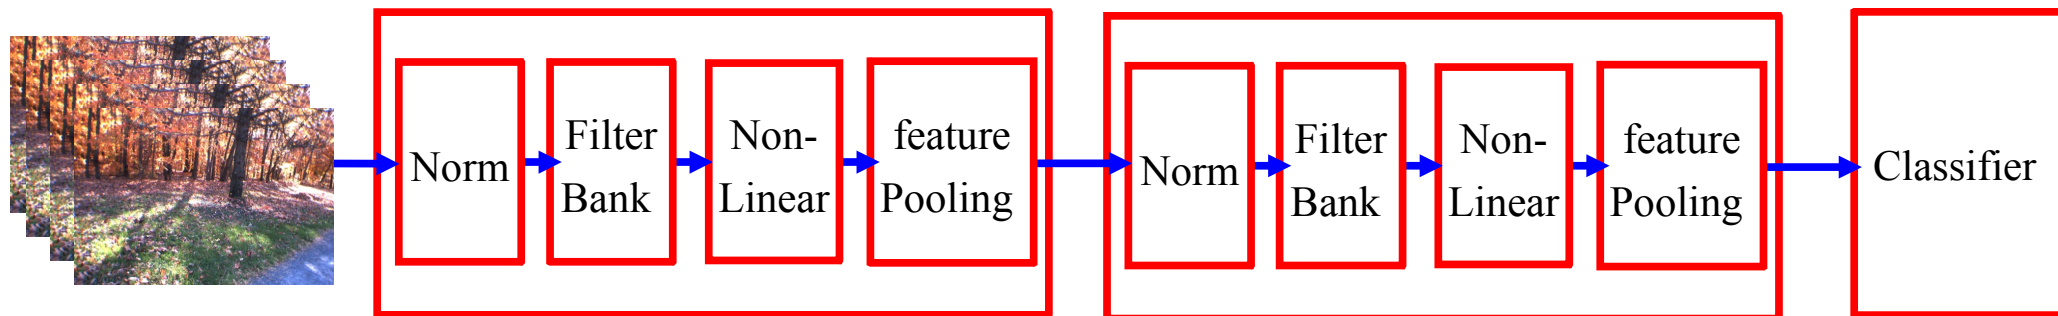 Norm
Filter
Bank
Non-
Linear
feature
Pooling
Norm
Filter
Bank
Non-
Linear
feature
Pooling
Classifier